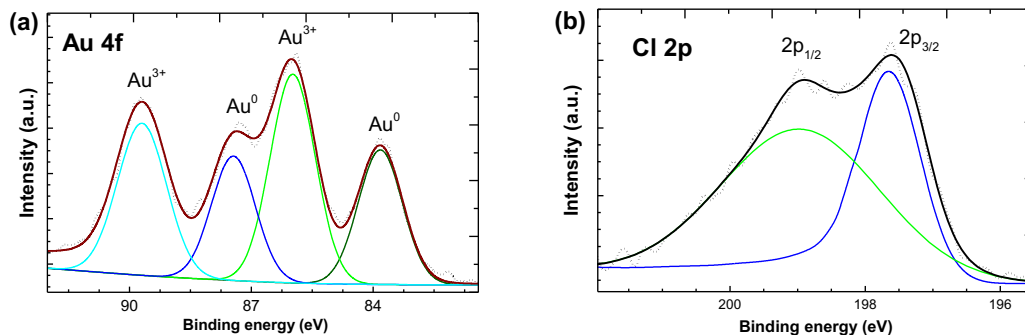 (a)
Au 4f
Au³⁺
Au⁰
Au³⁺
Au⁰
Intensity (a.u.)
90
87
84
Binding energy (eV)
(b)
Cl 2p
2p₁/₂
2p₃/₂
Intensity (a.u.)
200
198
196
Binding energy (eV)